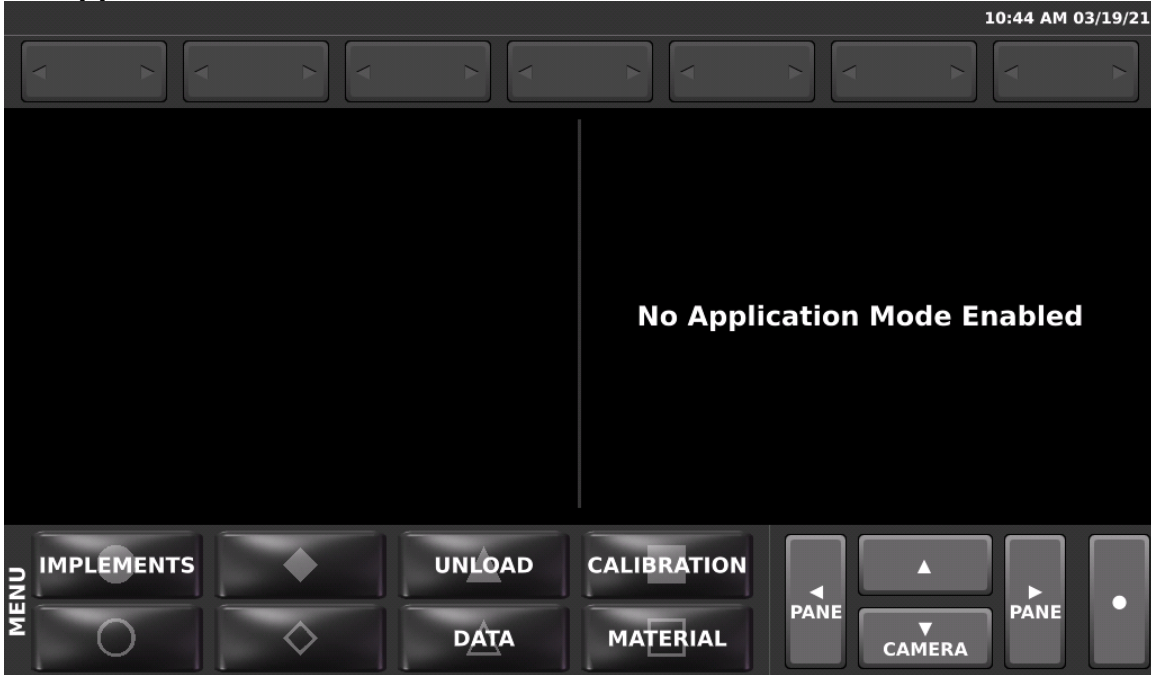 10:44 AM 03/19/21
No Application Mode Enabled
MENU
IMPLEMENTS
UNLOAD
CALIBRATION
DATA
MATERIAL
◀
PANE
▲
▼
CAMERA
▶
PANE